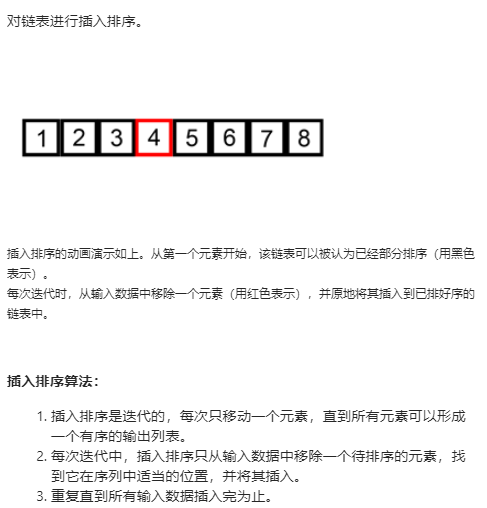 对链表进行插入排序。
1 2 3 4 5 6 7 8
插入排序的动画演示如上。从第一个元素开始，该链表可以被认为已经部分排序（用黑色
表示）。
每次迭代时，从输入数据中移除一个元素（用红色表示），并原地将其插入到已排好序的
链表中。
插入排序算法：
1. 插入排序是迭代的，每次只移动一个元素，直到所有元素可以形成
一个有序的输出列表。
2. 每次迭代中，插入排序只从输入数据中移除一个待排序的元素，找
到它在序列中适当的位置，并将其插入。
3. 重复直到所有输入数据插入完为止。